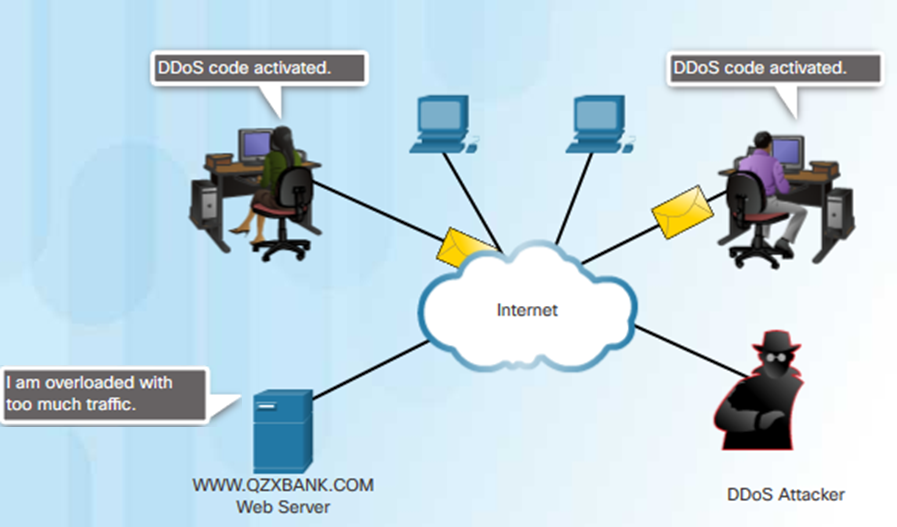 DDoS code activated.
DDoS code activated.
Internet
I am overloaded with
too much traffic.
WWW.QZXBANK.COM
Web Server
DDoS Attacker